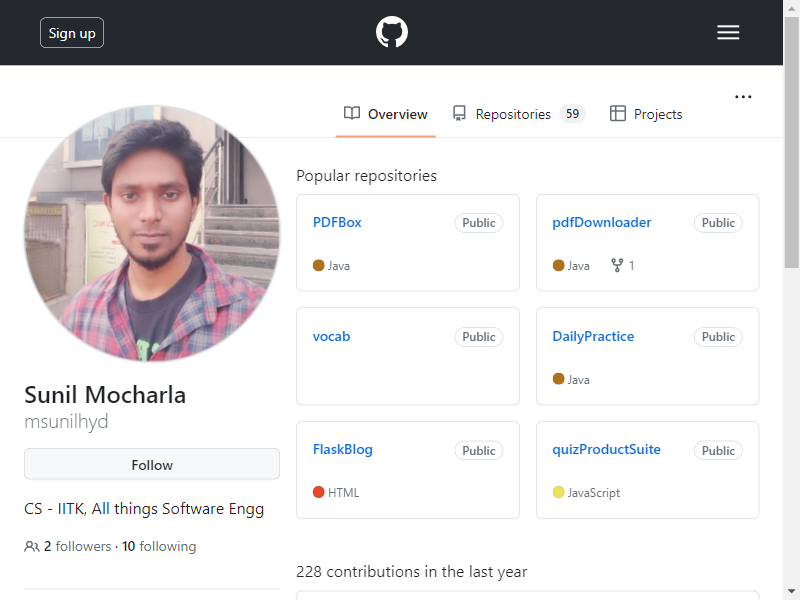 Sign up
Overview
Repositories 59
Projects
Sunil Mocharla
msunilhyd
Follow
CS - IITK, All things Software Engg
2 followers · 10 following
Popular repositories
PDFBox Public
Java
pdfDownloader Public
Java 1
vocab Public
DailyPractice Public
Java
FlaskBlog Public
HTML
quizProductSuite Public
JavaScript
228 contributions in the last year